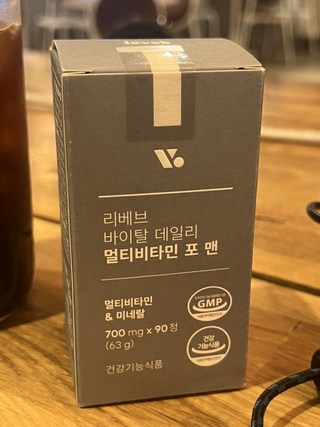 리베브
바이탈 데일리
멀티비타민 포 맨
멀티비타민
& 미네랄
700 mg x 90정
(63 g)
건강기능식품
GMP
건강
기능식품